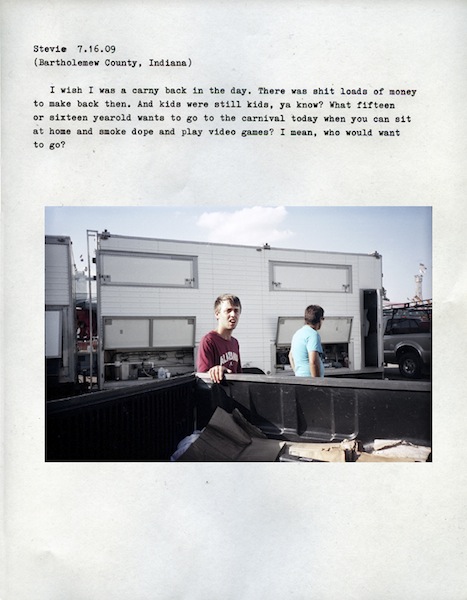 Stevie 7.16.09
(Bartholemew County, Indiana)
I wish I was a carny back in the day. There was shit loads of money
to make back then. And kids were still kids, ya know? What fifteen
or sixteen yearold wants to go to the carnival today when you can sit
at home and smoke dope and play video games? I mean, who would want
to go?
ALABAMA